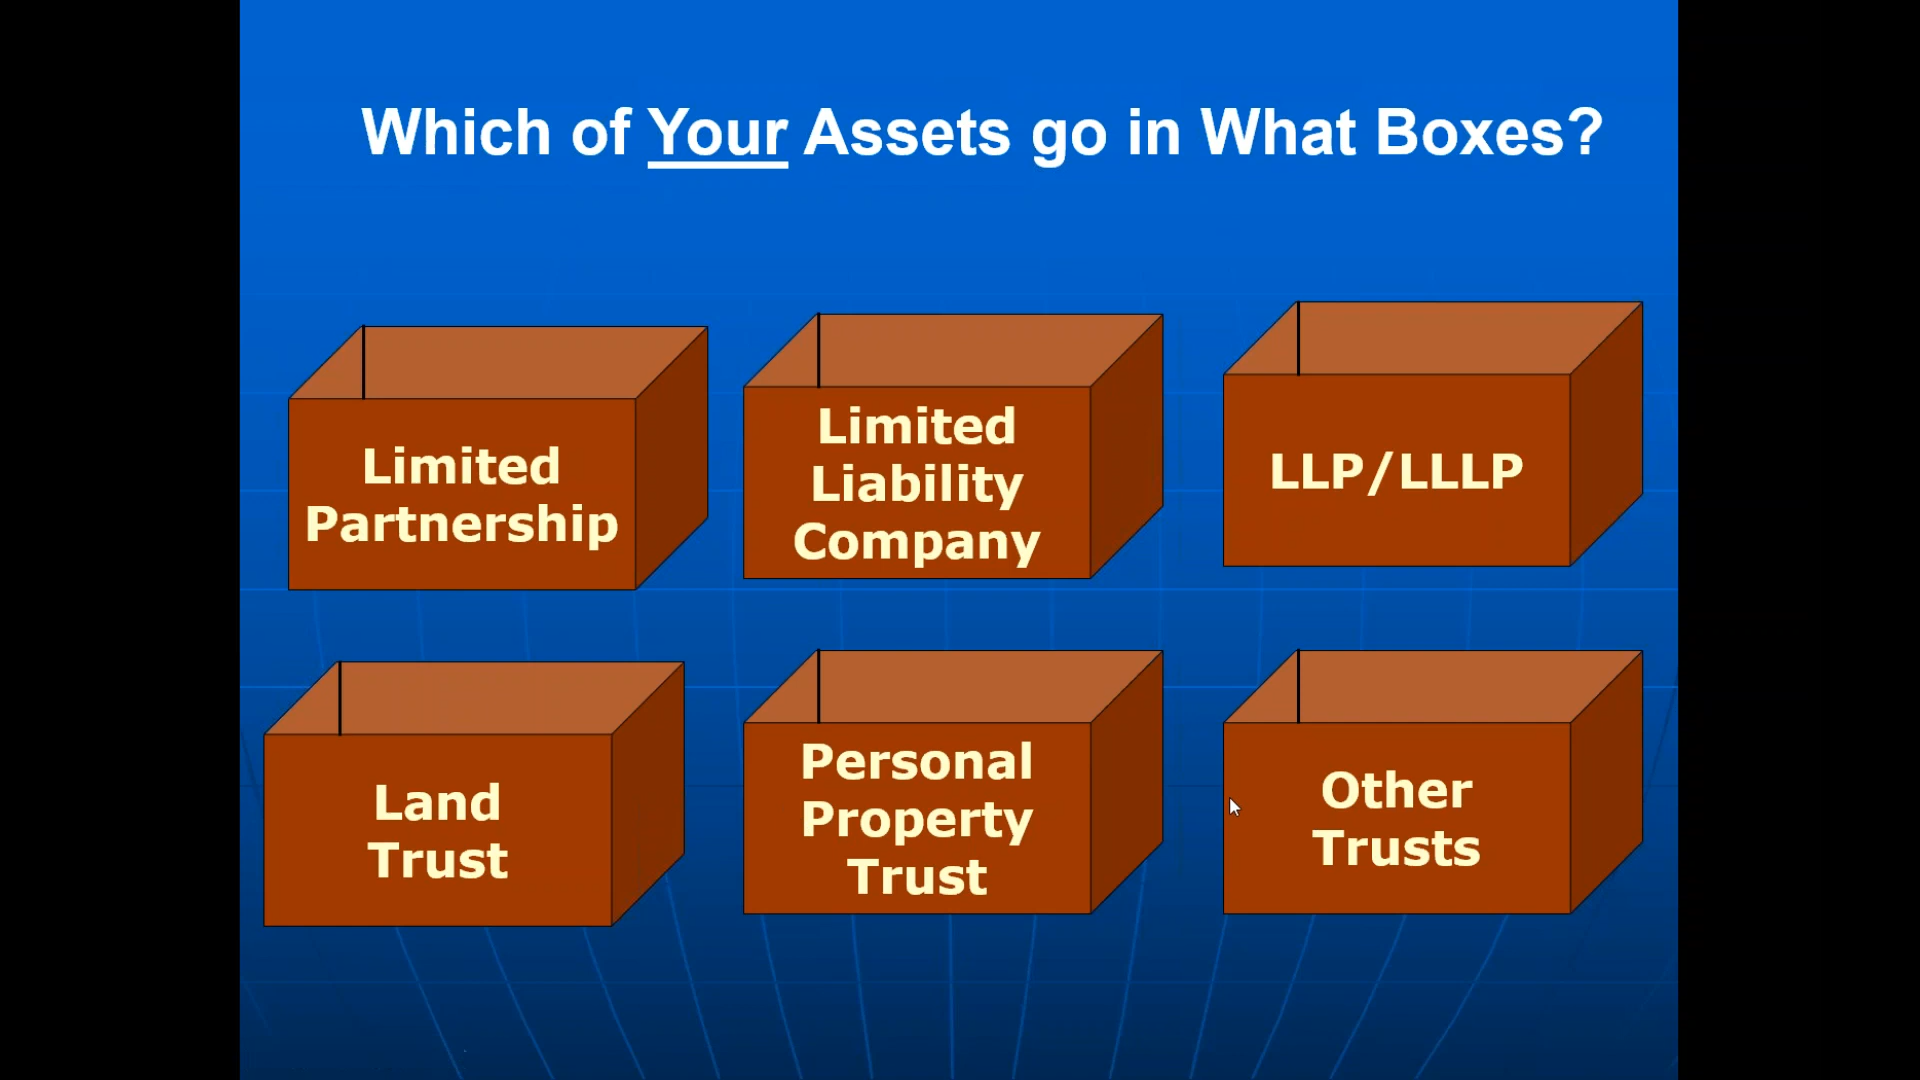 Which of Your Assets go in What Boxes?
Limited
Partnership
Limited
Liability
Company
LLP/LLLP
Land
Trust
Personal
Property
Trust
Other
Trusts